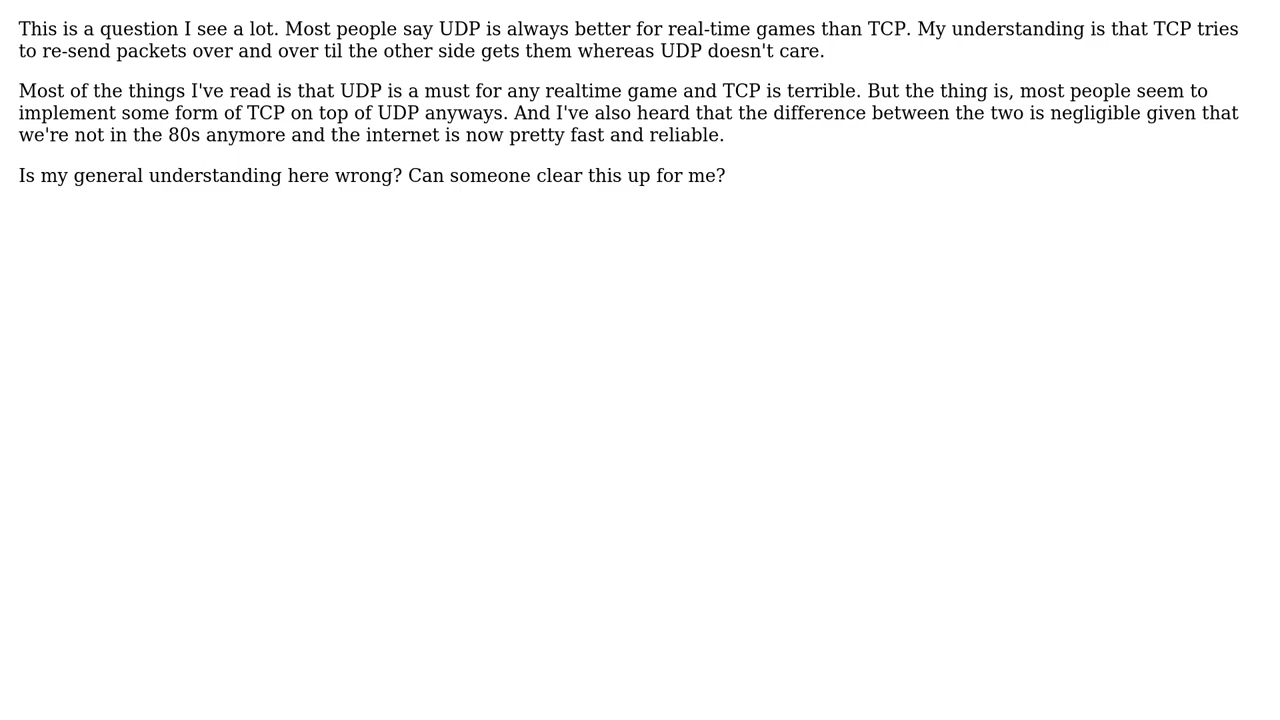 This is a question I see a lot. Most people say UDP is always better for real-time games than TCP. My understanding is that TCP tries
to re-send packets over and over til the other side gets them whereas UDP doesn't care.
Most of the things I've read is that UDP is a must for any realtime game and TCP is terrible. But the thing is, most people seem to
implement some form of TCP on top of UDP anyways. And I've also heard that the difference between the two is negligible given that
we're not in the 80s anymore and the internet is now pretty fast and reliable.
Is my general understanding here wrong? Can someone clear this up for me?